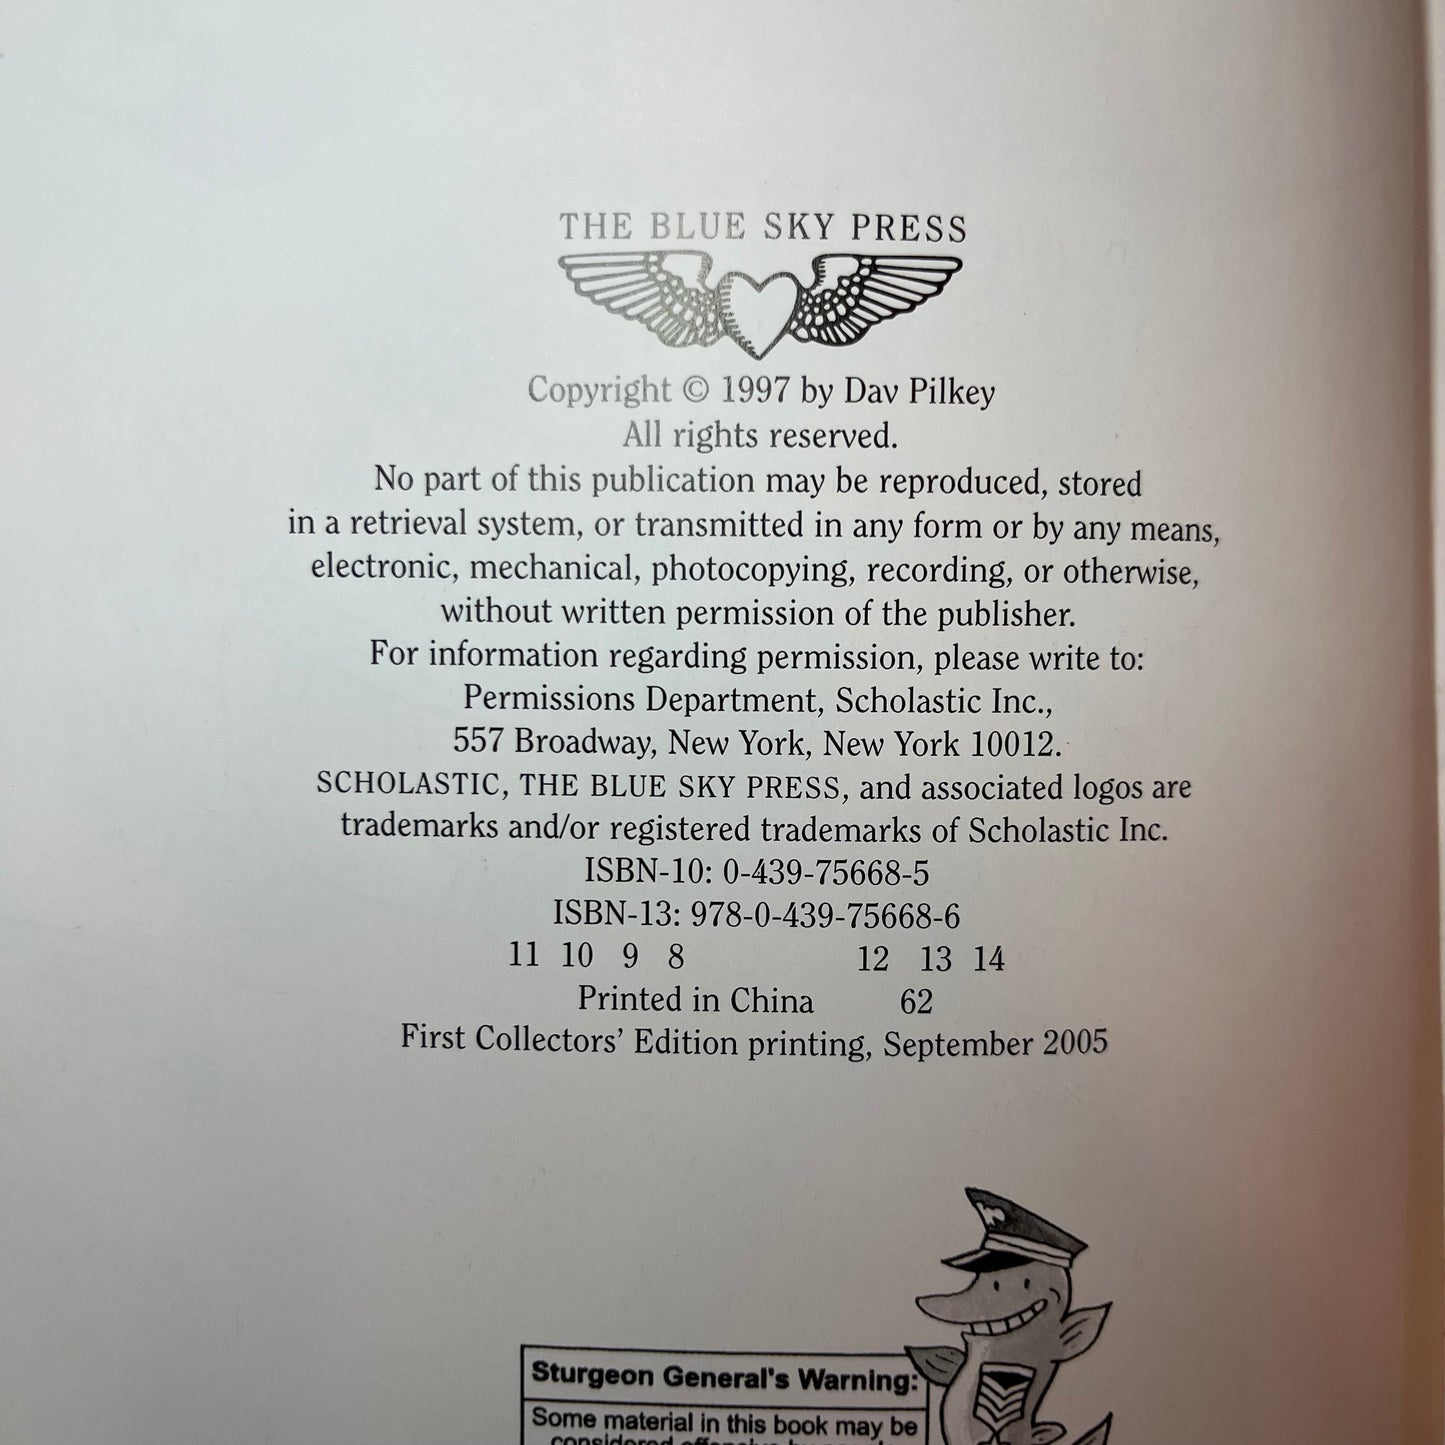 THE BLUE SKY PRESS
Copyright © 1997 by Dav Pilkey
All rights reserved.
No part of this publication may be reproduced, stored
in a retrieval system, or transmitted in any form or by any means,
electronic, mechanical, photocopying, recording, or otherwise,
without written permission of the publisher.
For information regarding permission, please write to:
Permissions Department, Scholastic Inc.,
557 Broadway, New York, New York 10012.
SCHOLASTIC, THE BLUE SKY PRESS, and associated logos are
trademarks and/or registered trademarks of Scholastic Inc.
ISBN-10: 0-439-75668-5
ISBN-13: 978-0-439-75668-6
11 10 9 8 12 13 14
Printed in China 62
First Collectors’ Edition printing, September 2005
Sturgeon General's Warning:
Some material in this book may be
considered offensive by